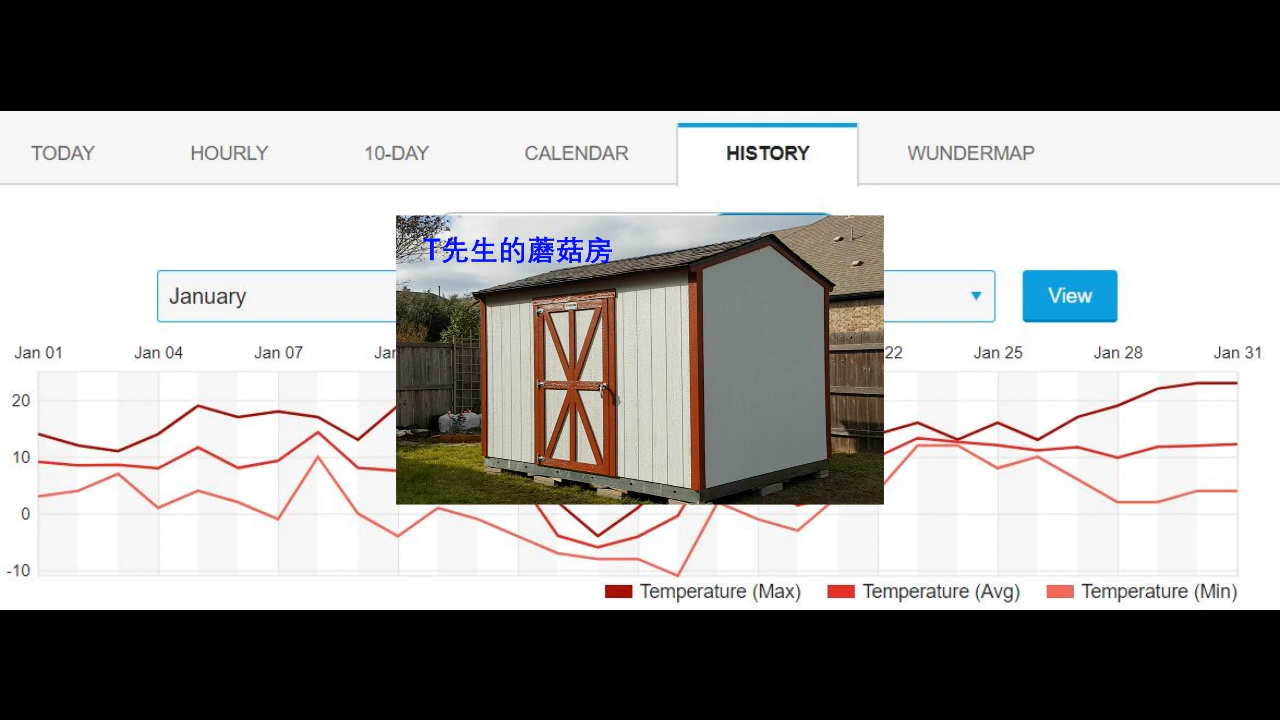 TODAY HOURLY 10-DAY CALENDAR HISTORY WUNDERMAP
T先生的蘑菇房
January View
Jan 01 Jan 04 Jan 07 22 Jan 25 Jan 28 Jan 31
20
10
0
-10
Temperature (Max) Temperature (Avg) Temperature (Min)